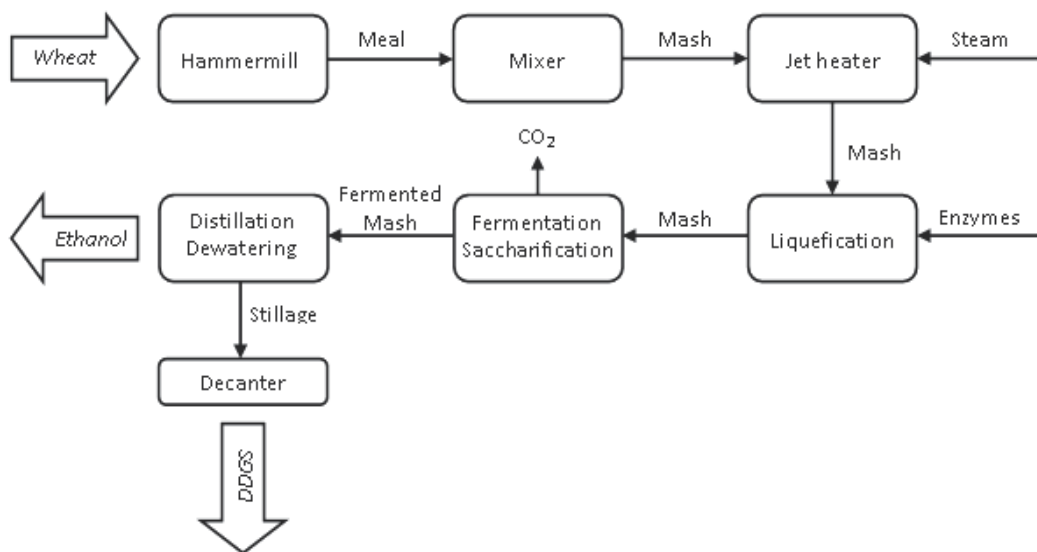 Wheat
Hammermill
Meal
Mixer
Mash
Jet heater
Steam
Mash
CO₂
Ethanol
Distillation
Dewatering
Fermented
Mash
Fermentation
Saccharification
Mash
Liquefication
Enzymes
Stillage
Decanter
DDGS